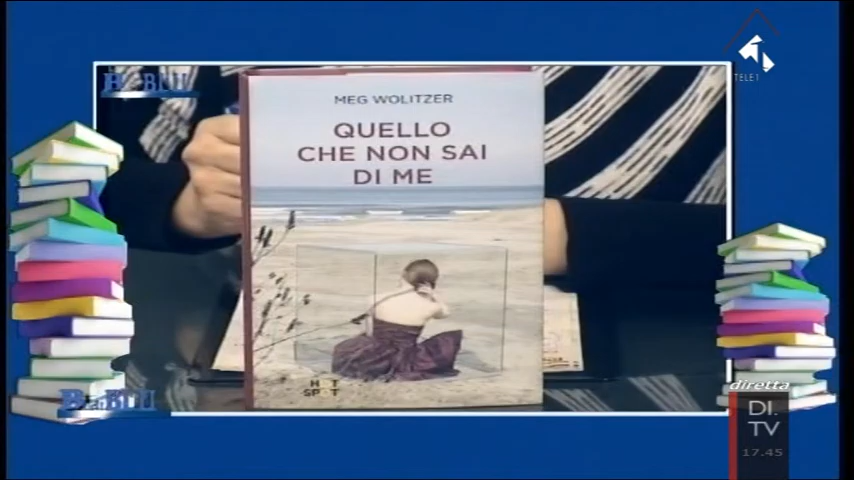 TELE1
MEG WOLITZER
QUELLO
CHE NON SAI
DI ME
HOT
SPOT
diretta
DI.
TV
17.45